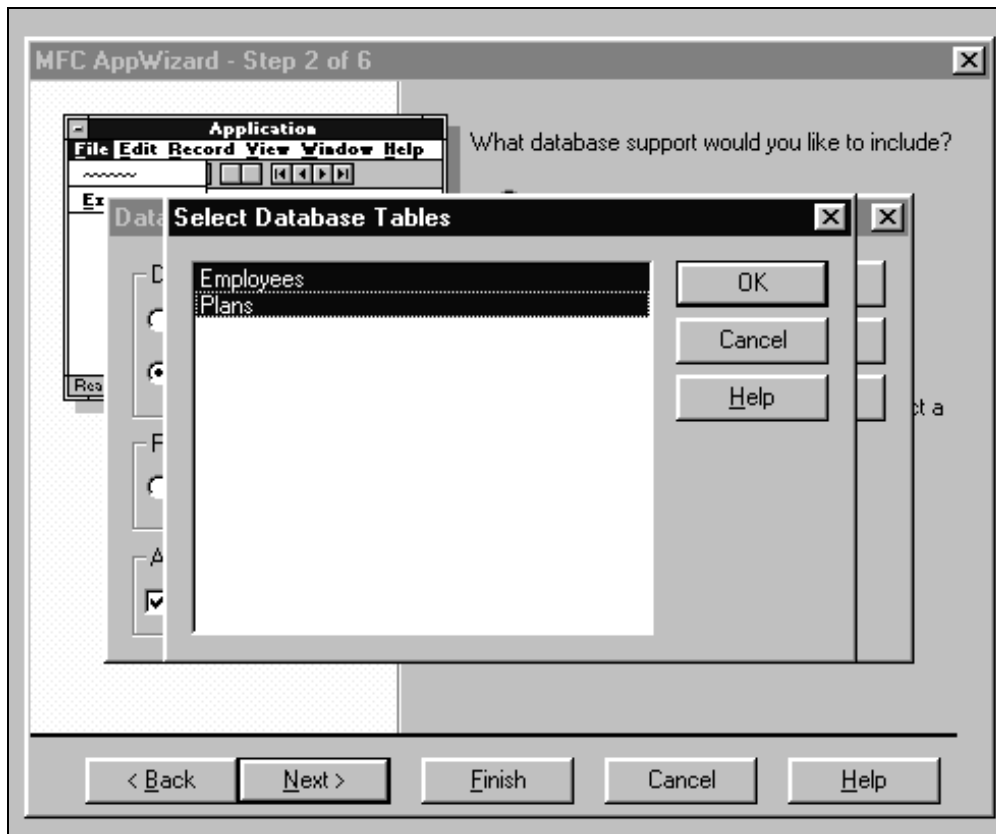 MFC AppWizard - Step 2 of 6
Application
File Edit Record View Window Help
What database support would you like to include?
Select Database Tables
Employees
Plans
OK
Cancel
Help
< Back
Next >
Finish
Cancel
Help